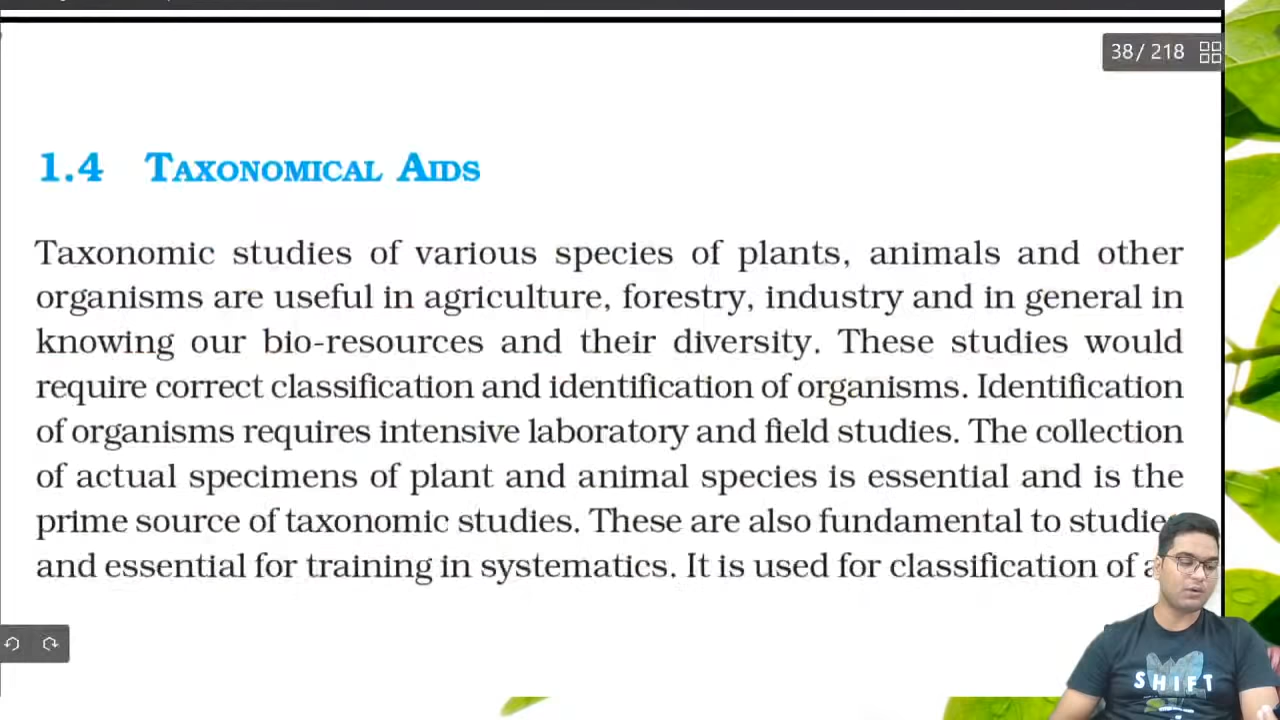 38/ 218
1.4 TAXONOMICAL AIDS
Taxonomic studies of various species of plants, animals and other
organisms are useful in agriculture, forestry, industry and in general in
knowing our bio-resources and their diversity. These studies would
require correct classification and identification of organisms. Identification
of organisms requires intensive laboratory and field studies. The collection
of actual specimens of plant and animal species is essential and is the
prime source of taxonomic studies. These are also fundamental to
and essential for training in systematics. It is used for classification of
SHIFT